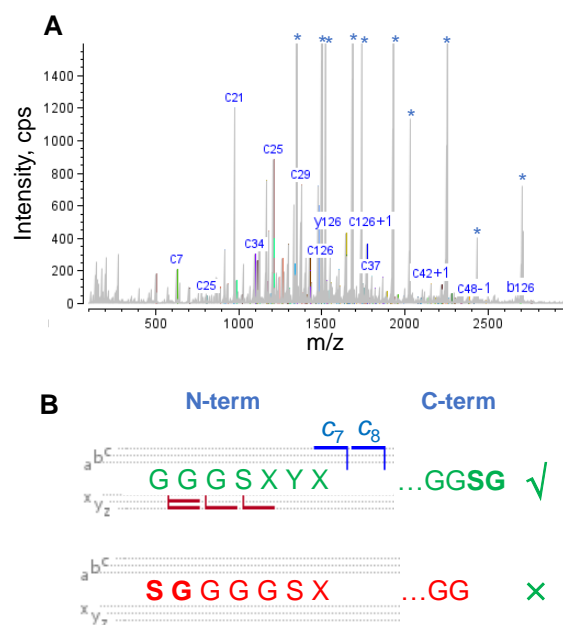 A
* ** * * * * * * *
Intensity, cps
1400
1200
1000
800
600
400
200
0
C21
C25
C29
y126
C126+1
C34
C126
C7
C37
C42+1
C25
C48-1
b126
500
1000
1500
2000
2500
m/z
B
N-term
C-term
c7 c8
a b c
G G G S X Y X ...GGSG √
x y z
a b c
S G G G G S X ...GG ×
x y z